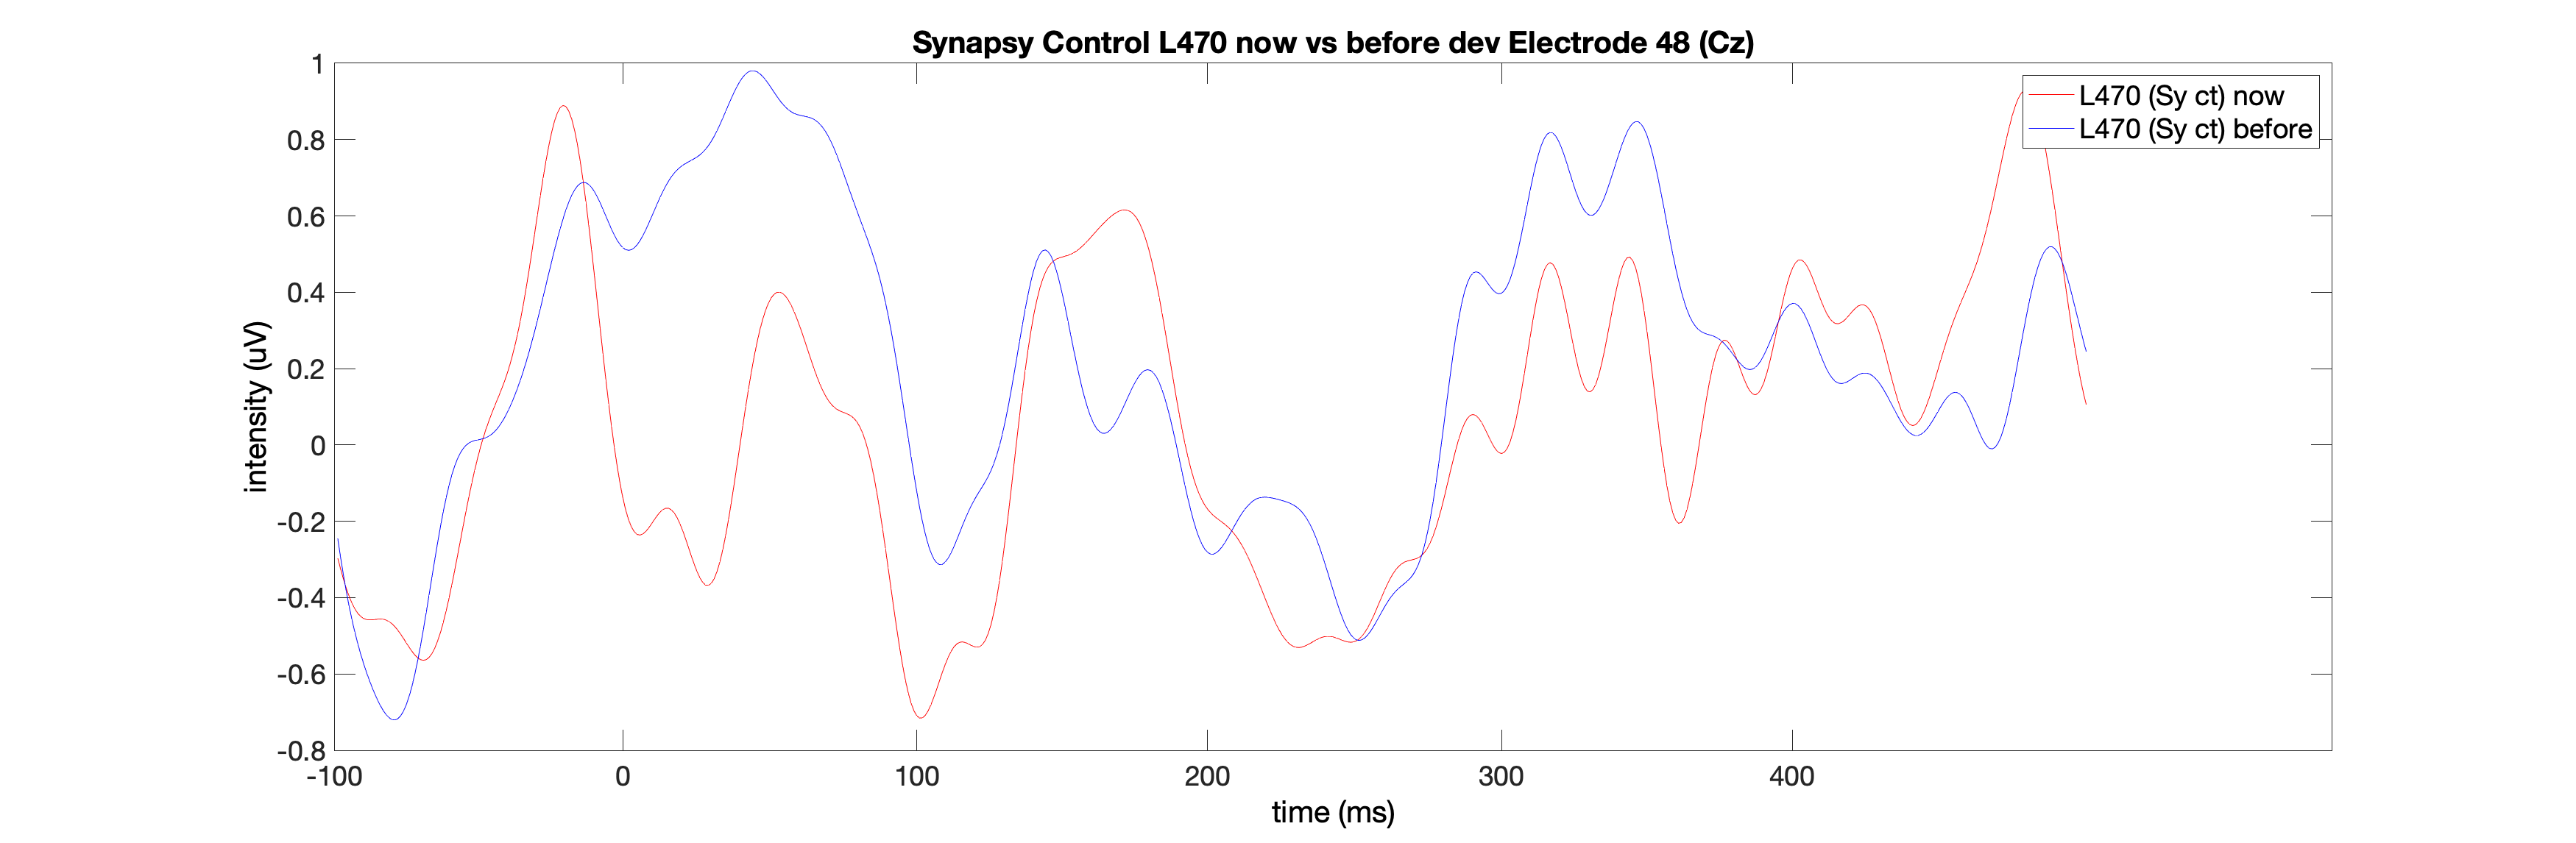 Synapsy Control L470 now vs before dev Electrode 48 (Cz)
1
0.8
0.6
0.4
0.2
0
-0.2
-0.4
-0.6
-0.8
intensity (uV)
L470 (Sy ct) now
L470 (Sy ct) before
-100 0 100 200 300 400
time (ms)